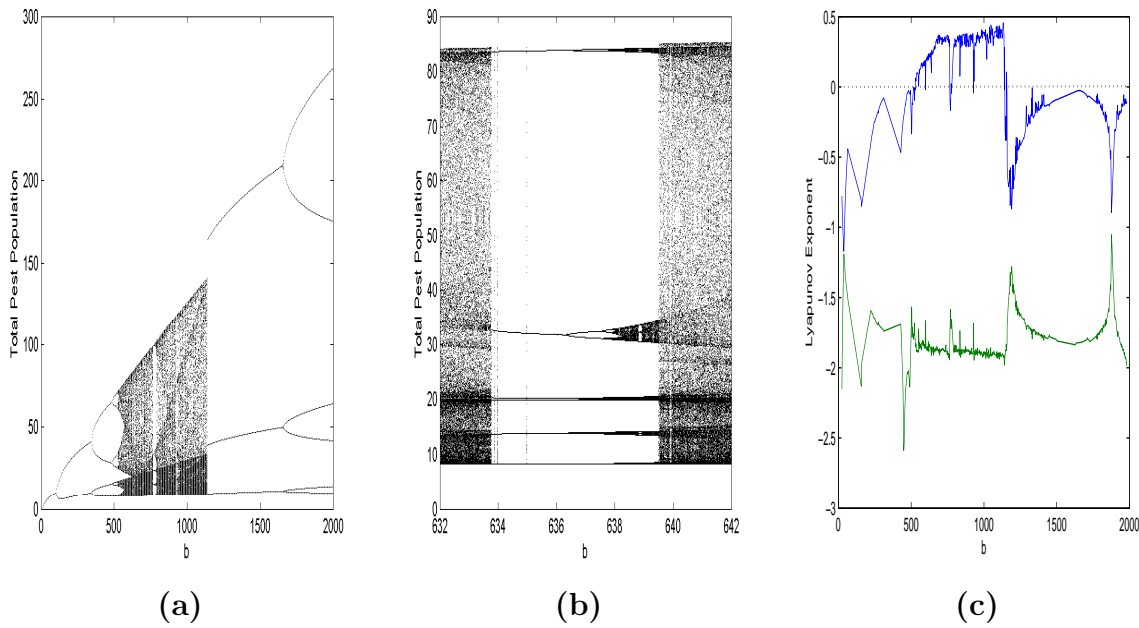 300
250
200
150
100
50
0
Total Pest Population
0 500 1000 1500 2000
b
(a)
90
80
70
60
50
40
30
20
10
0
Total Pest Population
632 634 636 638 640 642
b
(b)
0.5
0
-0.5
-1
-1.5
-2
-2.5
-3
Lyapunov Exponent
0 500 1000 1500 2000
b
(c)